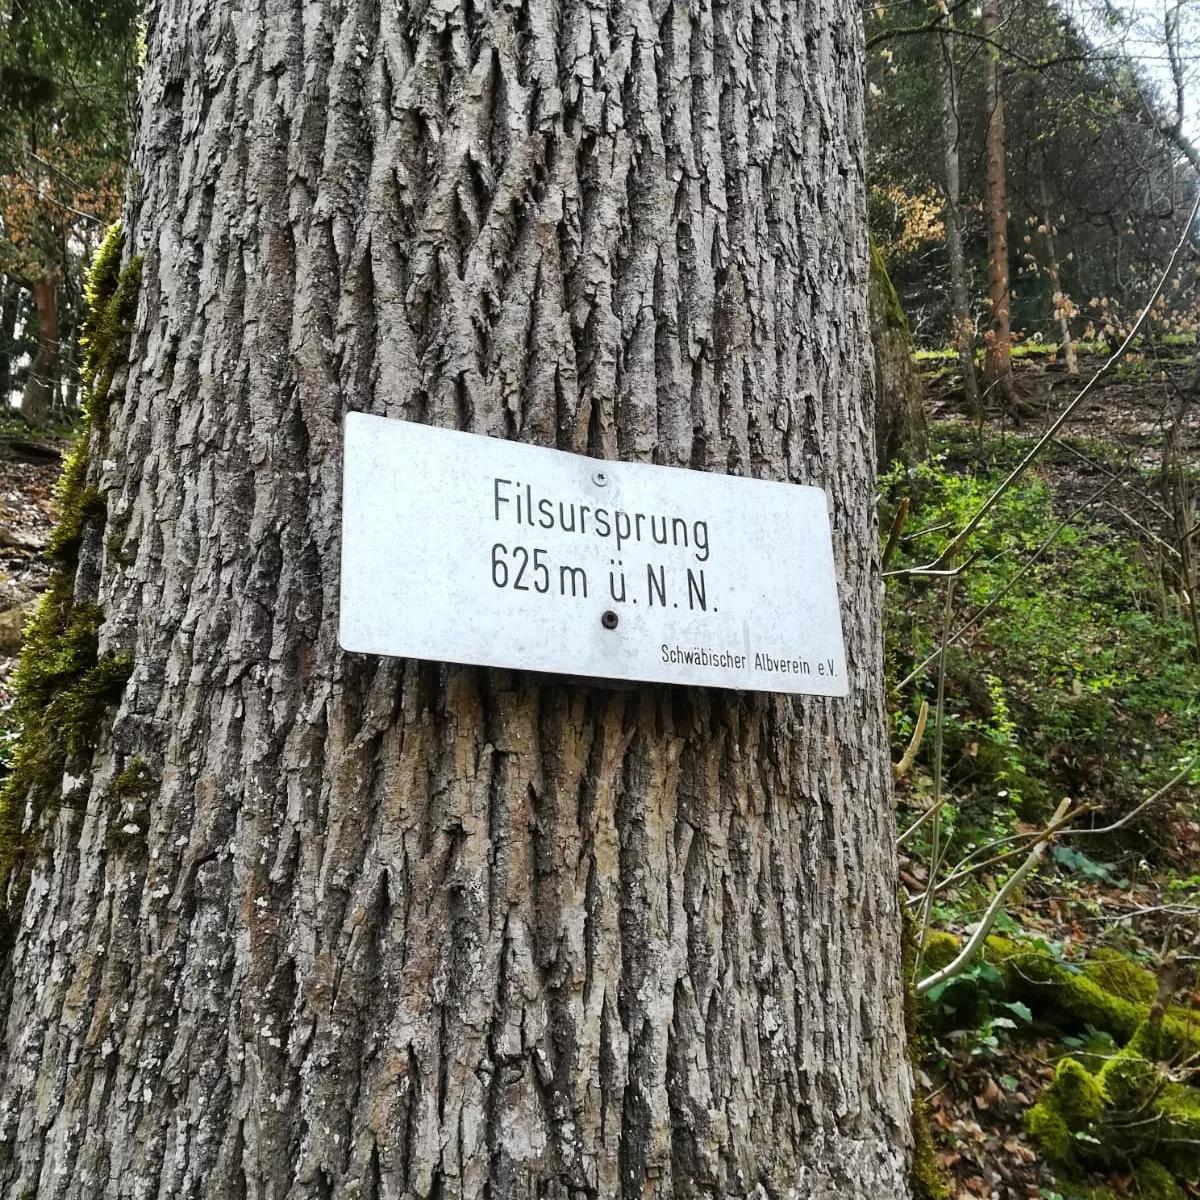 Filsursprung
625 m ü. N. N.
Schwäbischer Albverein e.V.